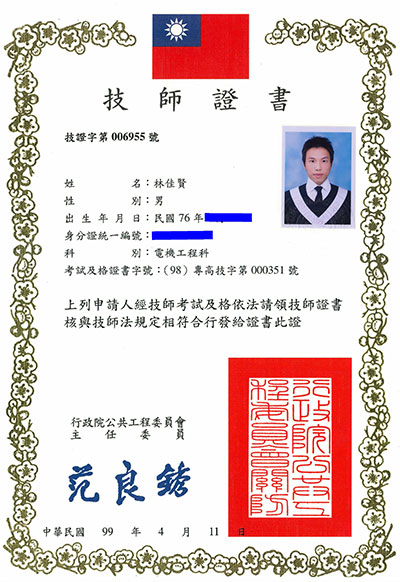 技師證書
技證字第 006955 號
姓名：林佳賢
性別：男
出生年月日：民國 76 年
身分證統一編號：
科別：電機工程科
考試及格證書字號：(98) 專高技字第 000351 號
上列申請人經技師考試及格依法請領技師證書
核與技師法規定相符合行發給證書此證
行政院公共工程委員會
主任委員
范良銹
行政院公共工程委員會關防
中華民國 99 年 4 月 11 日